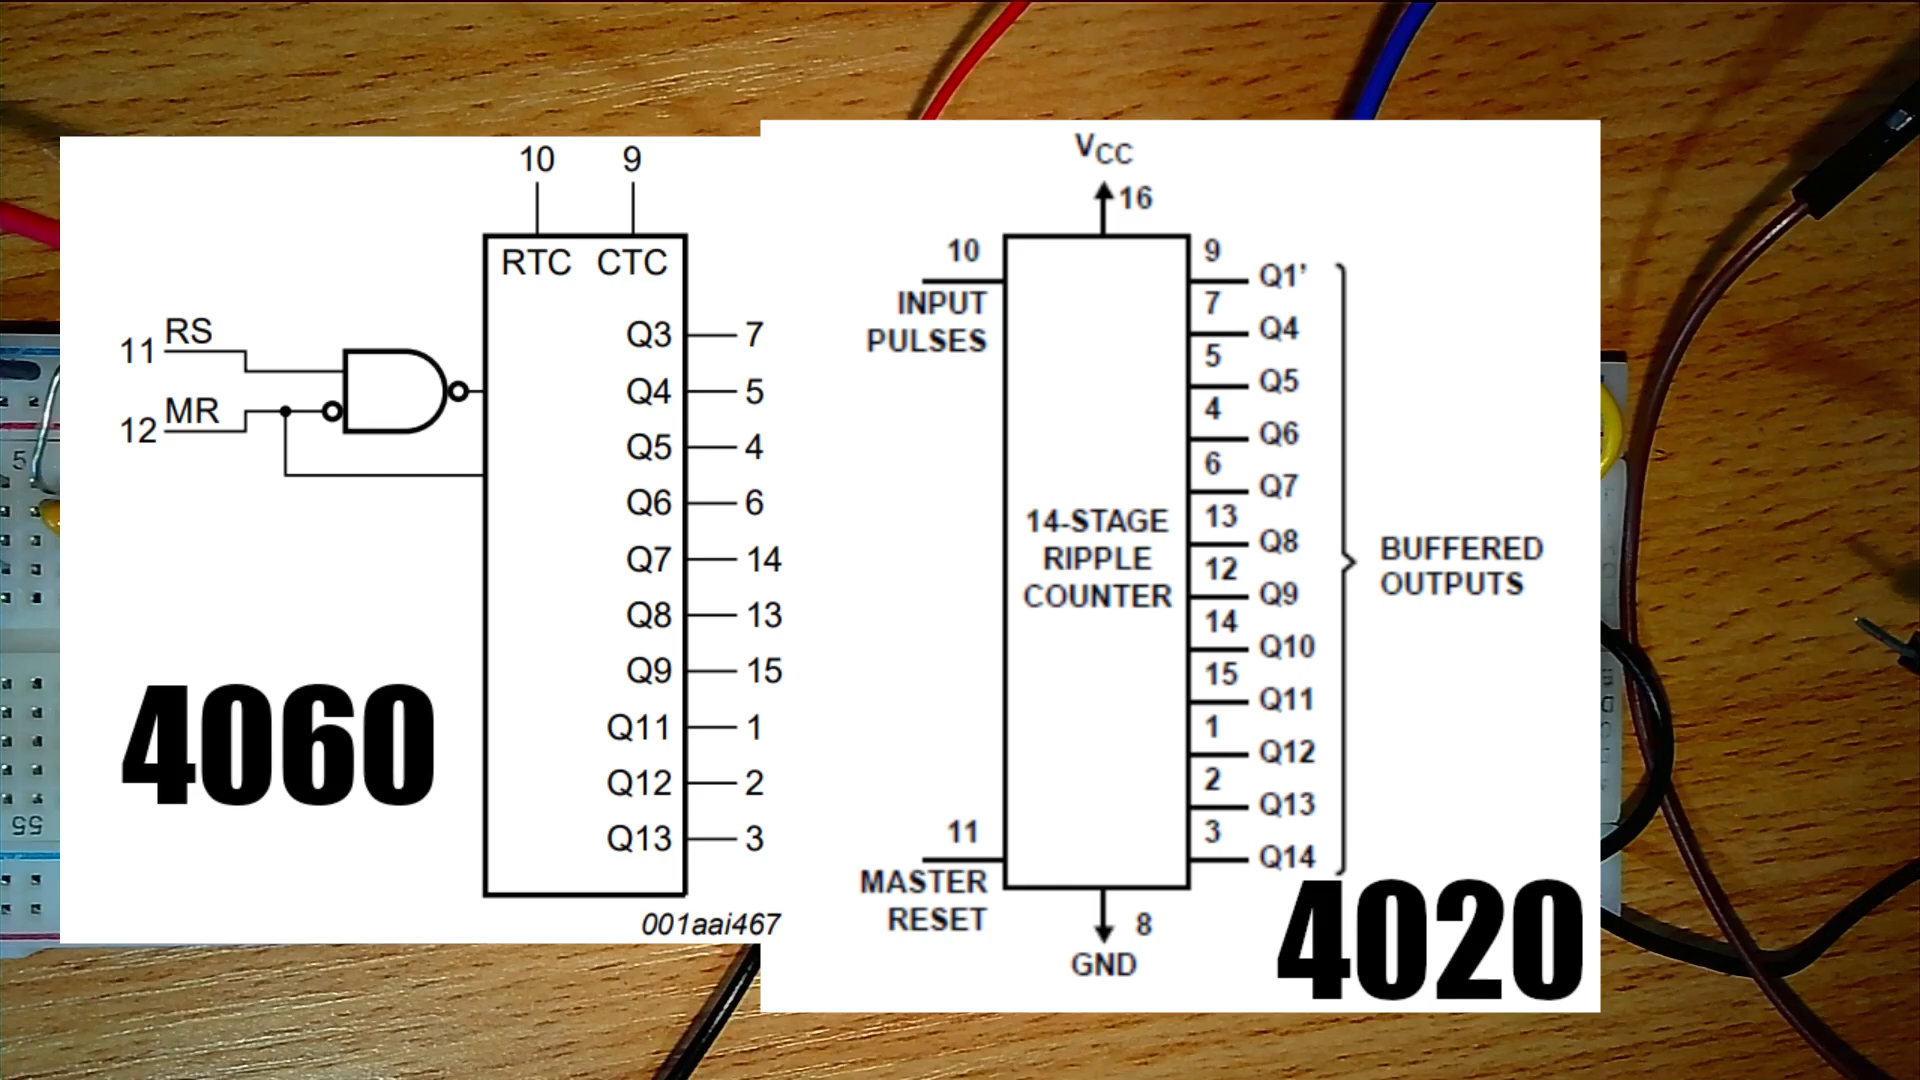 10 9
RTC CTC
11 RS
12 MR
Q3 7
Q4 5
Q5 4
Q6 6
Q7 14
Q8 13
Q9 15
Q11 1
Q12 2
Q13 3
4060
001aai467
VCC
16
10
INPUT
PULSES
9 Q1’
7 Q4
5 Q5
4 Q6
6 Q7
13 Q8
12 Q9
14 Q10
15 Q11
1 Q12
2 Q13
3 Q14
14-STAGE
RIPPLE
COUNTER
BUFFERED
OUTPUTS
11
MASTER
RESET
8
GND
4020
5
55